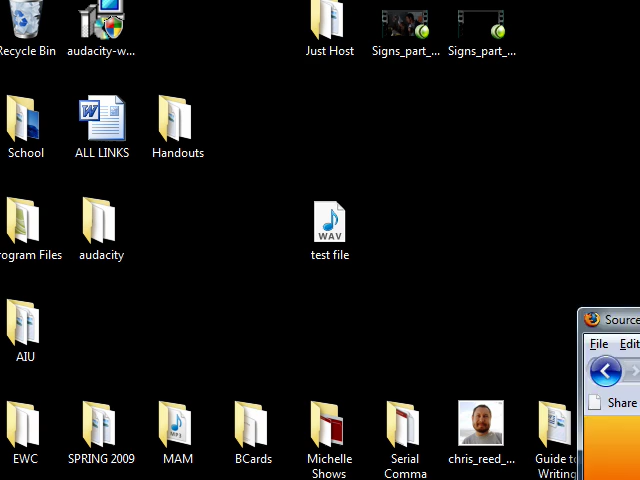 Recycle Bin
audacity-w...
Just Host
Signs_part_...
Signs_part_...
School
ALL LINKS
Handouts
rogram Files
audacity
WAV
test file
Source
AIU
File Edit
Share
MP3
EWC
SPRING 2009
MAM
BCards
Michelle
Shows
Serial
Comma
chris_reed_...
Guide to
Writing